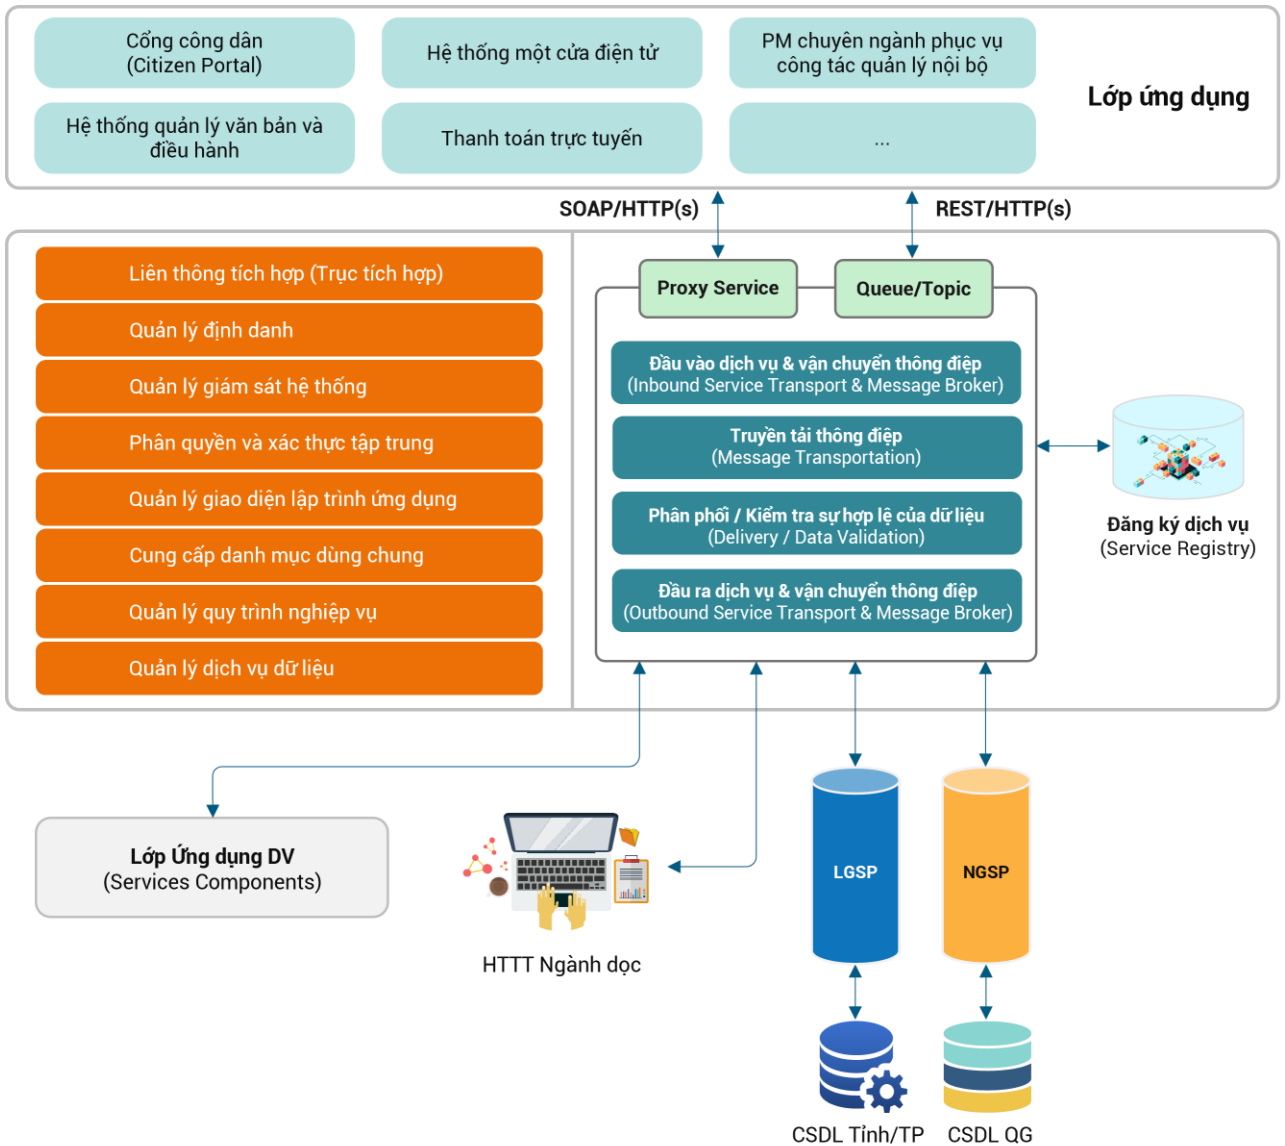 Cổng công dân
(Citizen Portal)
Hệ thống một cửa điện tử
PM chuyên ngành phục vụ
công tác quản lý nội bộ
Lớp ứng dụng
Hệ thống quản lý văn bản và
điều hành
Thanh toán trực tuyến
...
SOAP/HTTP(s)
REST/HTTP(s)
Liên thông tích hợp (Trục tích hợp)
Quản lý định danh
Quản lý giám sát hệ thống
Phân quyền và xác thực tập trung
Quản lý giao diện lập trình ứng dụng
Cung cấp danh mục dùng chung
Quản lý quy trình nghiệp vụ
Quản lý dịch vụ dữ liệu
Proxy Service
Queue/Topic
Đầu vào dịch vụ & vận chuyển thông điệp
(Inbound Service Transport & Message Broker)
Truyền tải thông điệp
(Message Transportation)
Phân phối / Kiểm tra sự hợp lệ của dữ liệu
(Delivery / Data Validation)
Đầu ra dịch vụ & vận chuyển thông điệp
(Outbound Service Transport & Message Broker)
Đăng ký dịch vụ
(Service Registry)
Lớp Ứng dụng DV
(Services Components)
HTTT Ngành dọc
LGSP
NGSP
CSDL Tỉnh/TP
CSDL QG